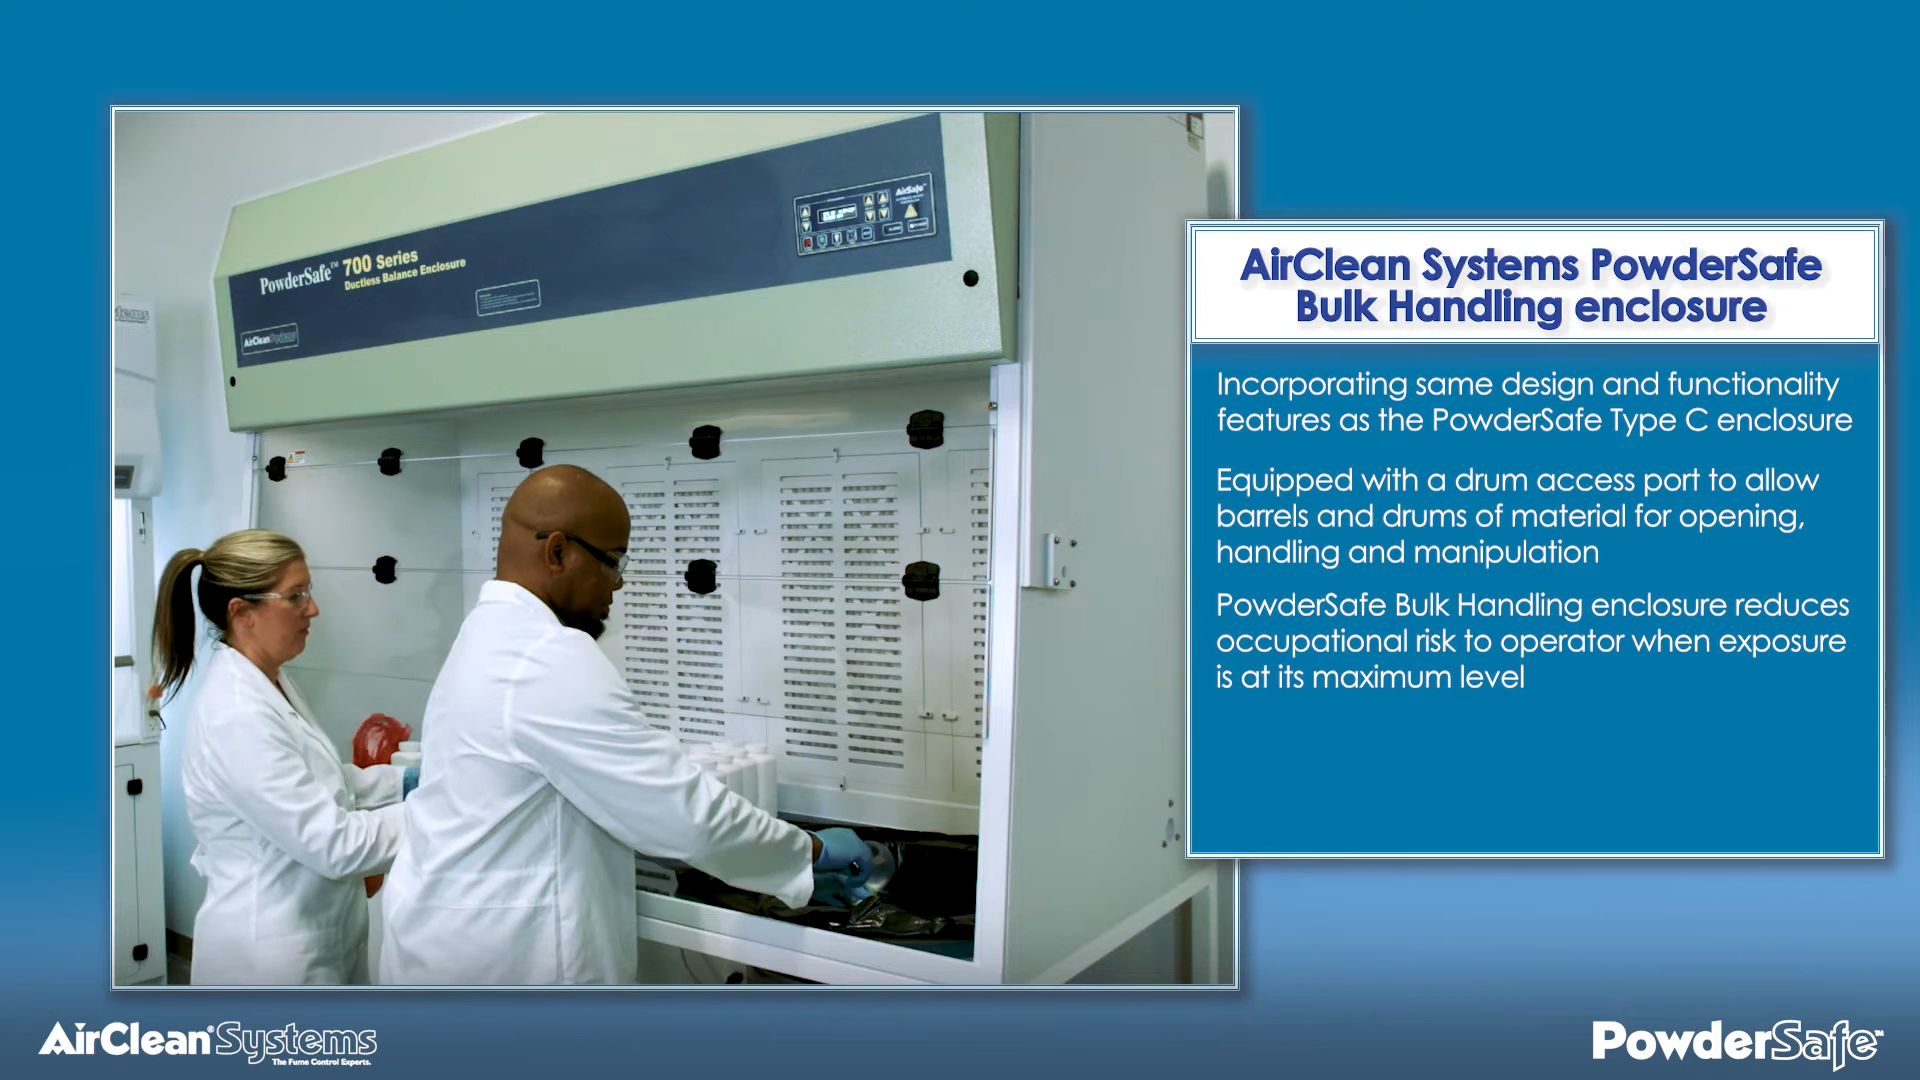 PowderSafe™ 700 Series
Ductless Balance Enclosure
AirClean Systems
AirSafe™
AirClean Systems PowderSafe
Bulk Handling enclosure
Incorporating same design and functionality
features as the PowderSafe Type C enclosure
Equipped with a drum access port to allow
barrels and drums of material for opening,
handling and manipulation
PowderSafe Bulk Handling enclosure reduces
occupational risk to operator when exposure
is at its maximum level
AirClean® Systems
The Fume Control Experts.
PowderSafe™